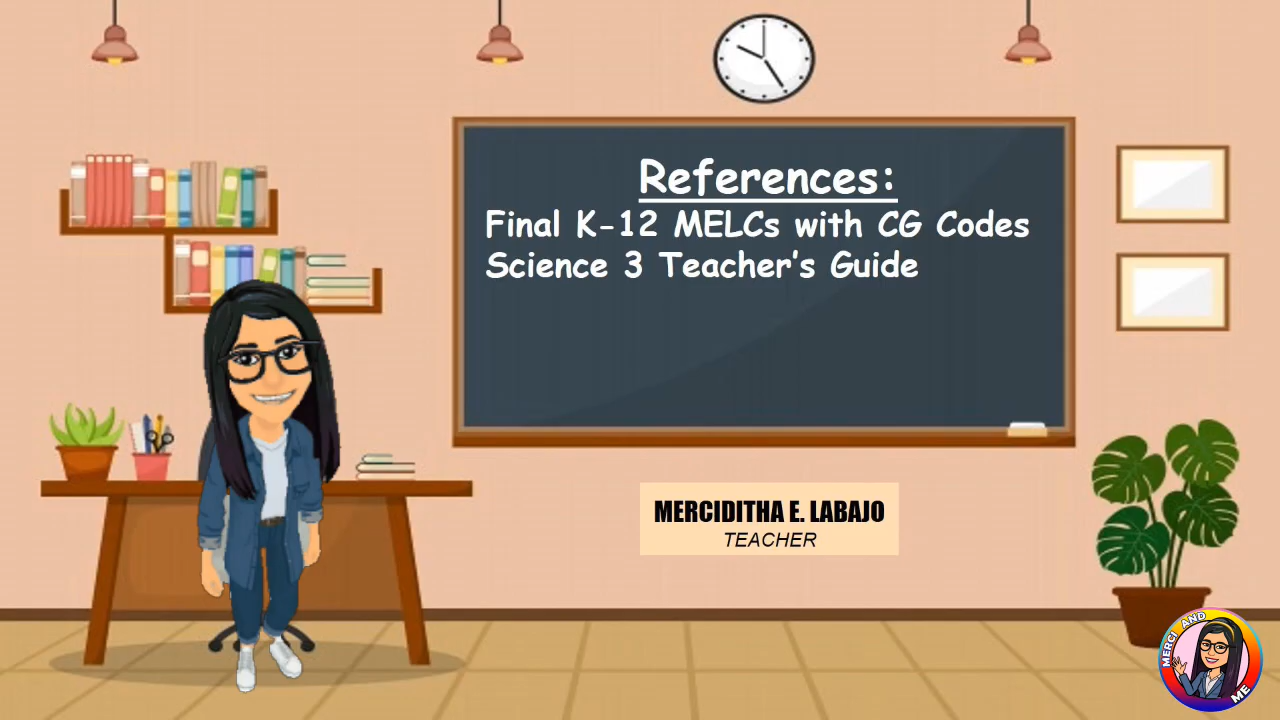 References:
Final K-12 MELCs with CG Codes
Science 3 Teacher's Guide
MERCIDITHA E. LABAJO
TEACHER
MERCI AND
ME